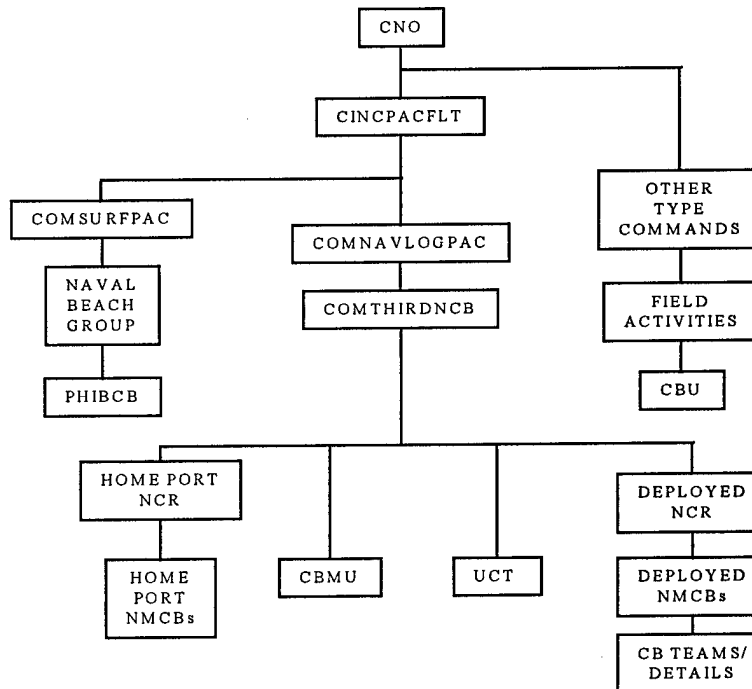 CNO
CINCPACFLT
COMSURFPAC
OTHER
TYPE
COMMANDS
COMNAVLOGPAC
NAVAL
BEACH
GROUP
COMTHIRDNCB
FIELD
ACTIVITIES
PHIBCB
CBU
HOME PORT
NCR
DEPLOYED
NCR
HOME
PORT
NMCBs
CBMU
UCT
DEPLOYED
NMCBs
CB TEAMS/
DETAILS